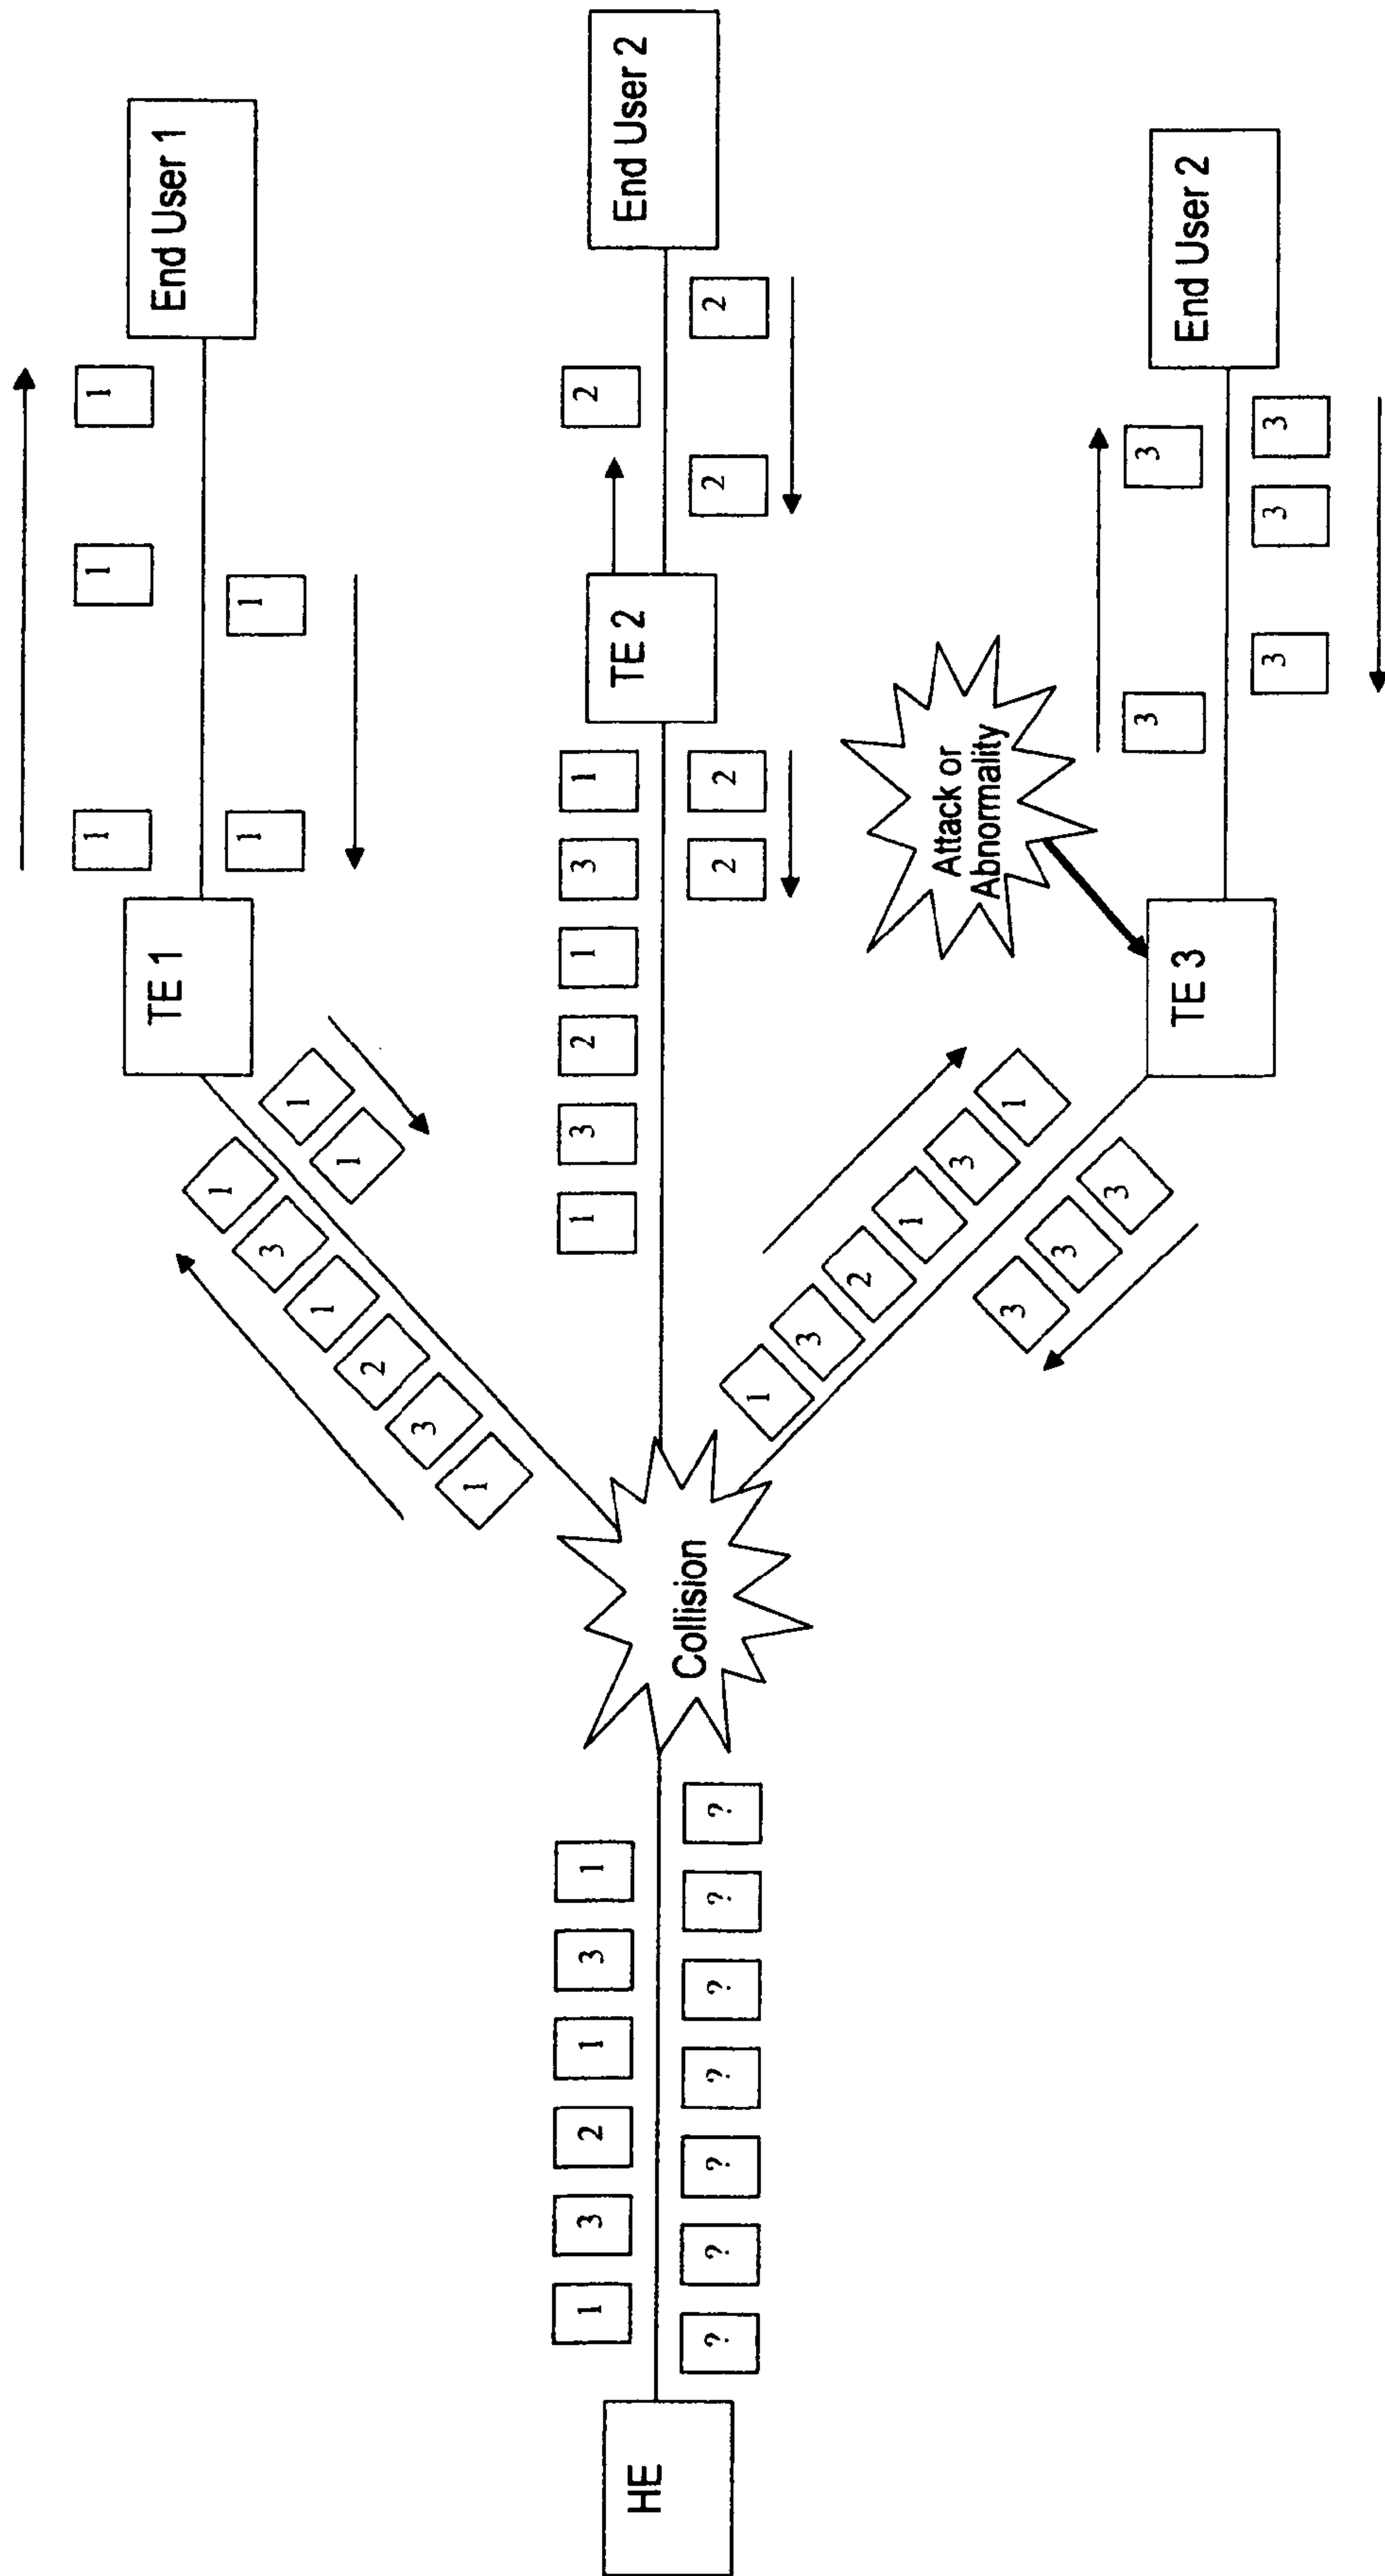 1 1 1
TE 1
End User 1
1 1
1 3 2 1 3 1
1 1
1 3 2 1 3 1
1 3 2 1 3 1
2
HE
Collision
TE 2
End User 2
? ? ? ? ? ? ?
2 2
2 2
Attack or
Abnormality
1 3 2 1 3 1
3 3 3
3 3
TE 3
End User 2
3 3 3